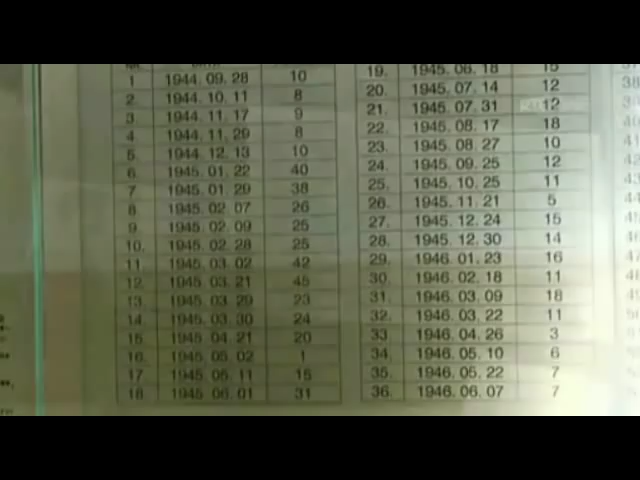 1 1944. 09. 28 10
2. 1944. 10. 11 8
3 1944. 11. 17 9
4 1944. 11. 29 8
5. 1944. 12. 13 10
6. 1945. 01. 22 40
7 1945. 01. 29 38
8 1945. 02. 07 26
9. 1945. 02. 09 25
10. 1945. 02. 28 25
11 1945. 03. 02 42
12. 1945. 03. 21 45
13. 1945. 03. 29 23
14. 1945. 03. 30 24
15 1945. 04. 21 20
16. 1945. 05. 02 1
17 1945. 05. 11 15
18. 1945. 06. 01 31
19. 1945. 06. 18 15
20. 1945. 07. 14 12
21. 1945. 07. 31 12
22. 1945. 08. 17 18
23. 1945. 08. 27 10
24. 1945. 09. 25 12
25. 1945. 10. 25 11
26. 1945. 11. 21 5
27. 1945. 12. 24 15
28. 1945. 12. 30 14
29. 1946. 01. 23 16
30. 1946. 02. 18 11
31. 1946. 03. 09 18
32. 1946. 03. 22 11
33 1946. 04. 26 3
34. 1946. 05. 10 6
35. 1946. 05. 22 7
36. 1946. 06. 07 7